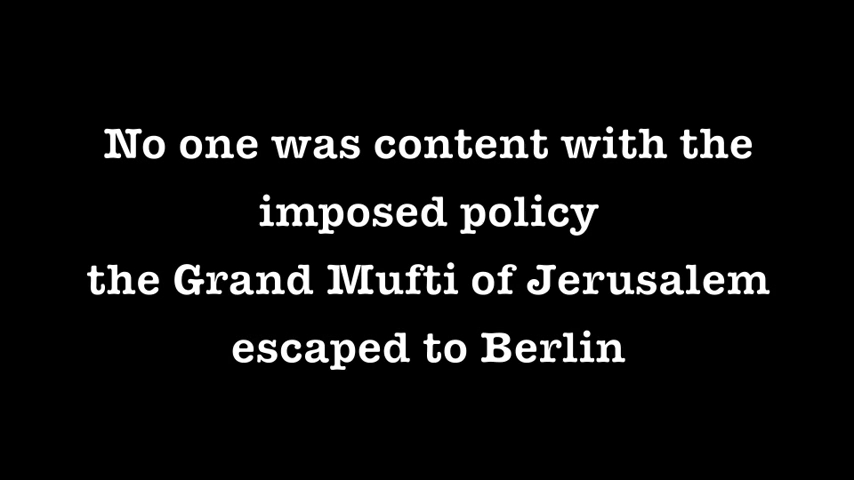 No one was content with the
imposed policy
the Grand Mufti of Jerusalem
escaped to Berlin